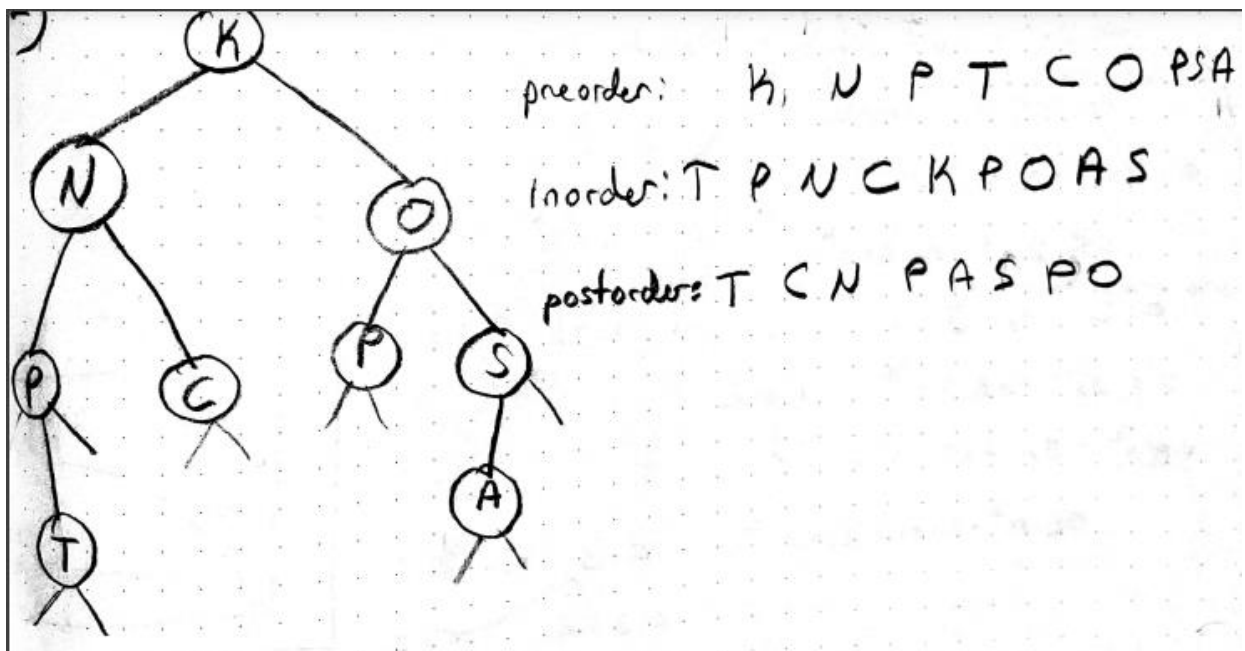 K
preorder: K, N P T C O PSA
N
O
inorder: T P N C K P O A S
postorder: T C N P A S P O
P
C
P
S
A
T